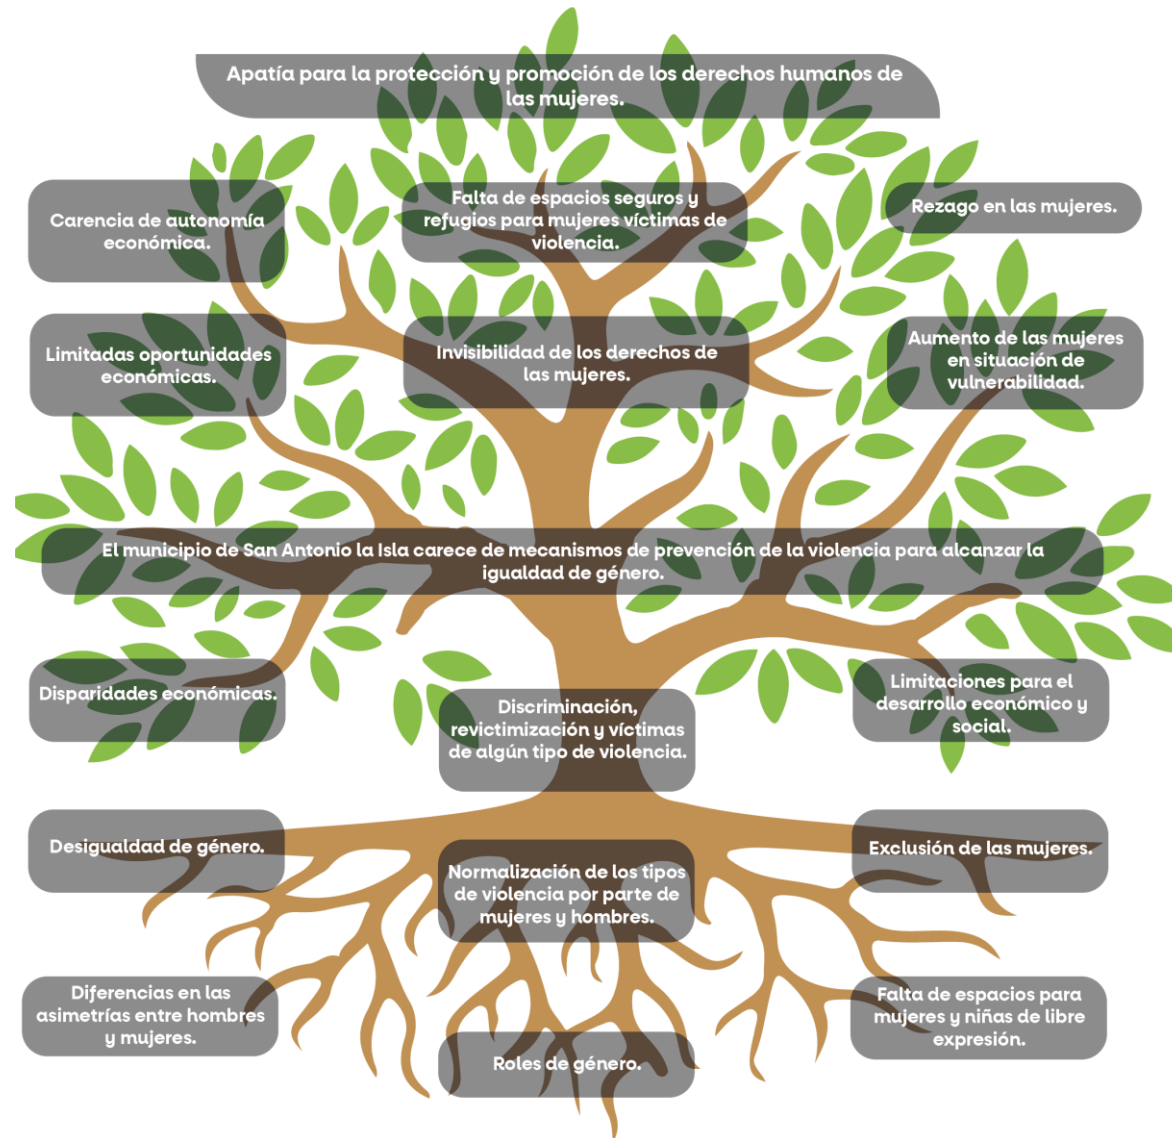 Apatía para la protección y promoción de los derechos humanos de
las mujeres.
Carencia de autonomía
económica.
Falta de espacios seguros y
refugios para mujeres víctimas de
violencia.
Rezago en las mujeres.
Limitadas oportunidades
económicas.
Invisibilidad de los derechos de
las mujeres.
Aumento de las mujeres
en situación de
vulnerabilidad.
El municipio de San Antonio la Isla carece de mecanismos de prevención de la violencia para alcanzar la
igualdad de género.
Disparidades económicas.
Discriminación,
revictimización y víctimas
de algún tipo de violencia.
Limitaciones para el
desarrollo económico y
social.
Desigualdad de género.
Normalización de los tipos
de violencia por parte de
mujeres y hombres.
Exclusión de las mujeres.
Diferencias en las
asimetrías entre hombres
y mujeres.
Roles de género.
Falta de espacios para
mujeres y niñas de libre
expresión.